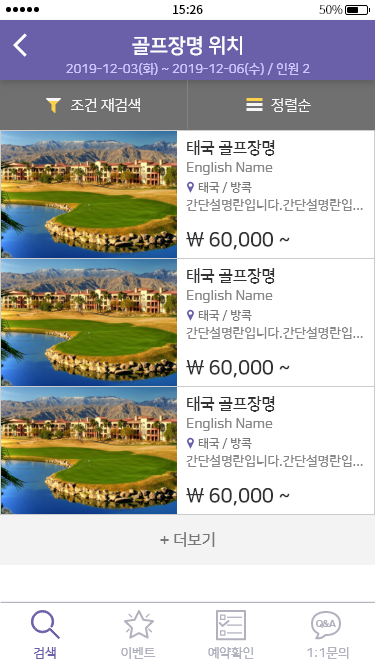 15:26
50%
골프장명 위치
2019-12-03(화) ~ 2019-12-06(수) / 인원 2
조건 재검색
정렬순
태국 골프장명
English Name
태국 / 방콕
간단설명란입니다.간단설명란입...
₩ 60,000 ~
태국 골프장명
English Name
태국 / 방콕
간단설명란입니다.간단설명란입...
₩ 60,000 ~
태국 골프장명
English Name
태국 / 방콕
간단설명란입니다.간단설명란입...
₩ 60,000 ~
+ 더보기
Q&A
검색
이벤트
예약확인
1:1문의